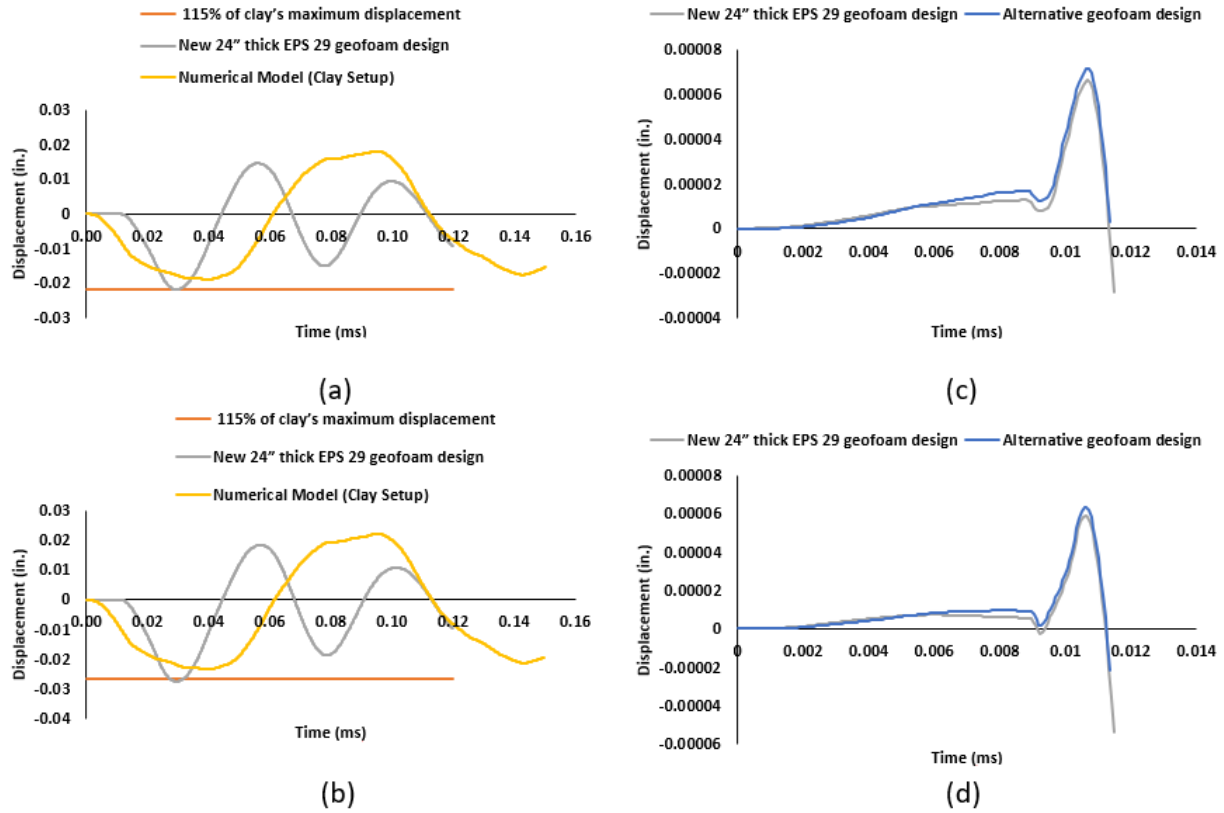 115% of clay's maximum displacement
New 24" thick EPS 29 geofoam design
Numerical Model (Clay Setup)
0.03
0.02
0.01
0
-0.01
-0.02
-0.03
0.00 0.02 0.04 0.06 0.08 0.10 0.12 0.14 0.16
Displacement (in.)
Time (ms)
(a)
115% of clay's maximum displacement
New 24" thick EPS 29 geofoam design
Numerical Model (Clay Setup)
0.03
0.02
0.01
0
-0.01
-0.02
-0.03
-0.04
0.00 0.02 0.04 0.06 0.08 0.10 0.12 0.14 0.16
Displacement (in.)
Time (ms)
(b)
New 24" thick EPS 29 geofoam design Alternative geofoam design
0.00008
0.00006
0.00004
0.00002
0
-0.00002
-0.00004
0 0.002 0.004 0.006 0.008 0.01 0.012 0.014
Displacement (in.)
Time (ms)
(c)
New 24" thick EPS 29 geofoam design Alternative geofoam design
0.00008
0.00006
0.00004
0.00002
0
-0.00002
-0.00004
-0.00006
0 0.002 0.004 0.006 0.008 0.01 0.012 0.014
Displacement (in.)
Time (ms)
(d)